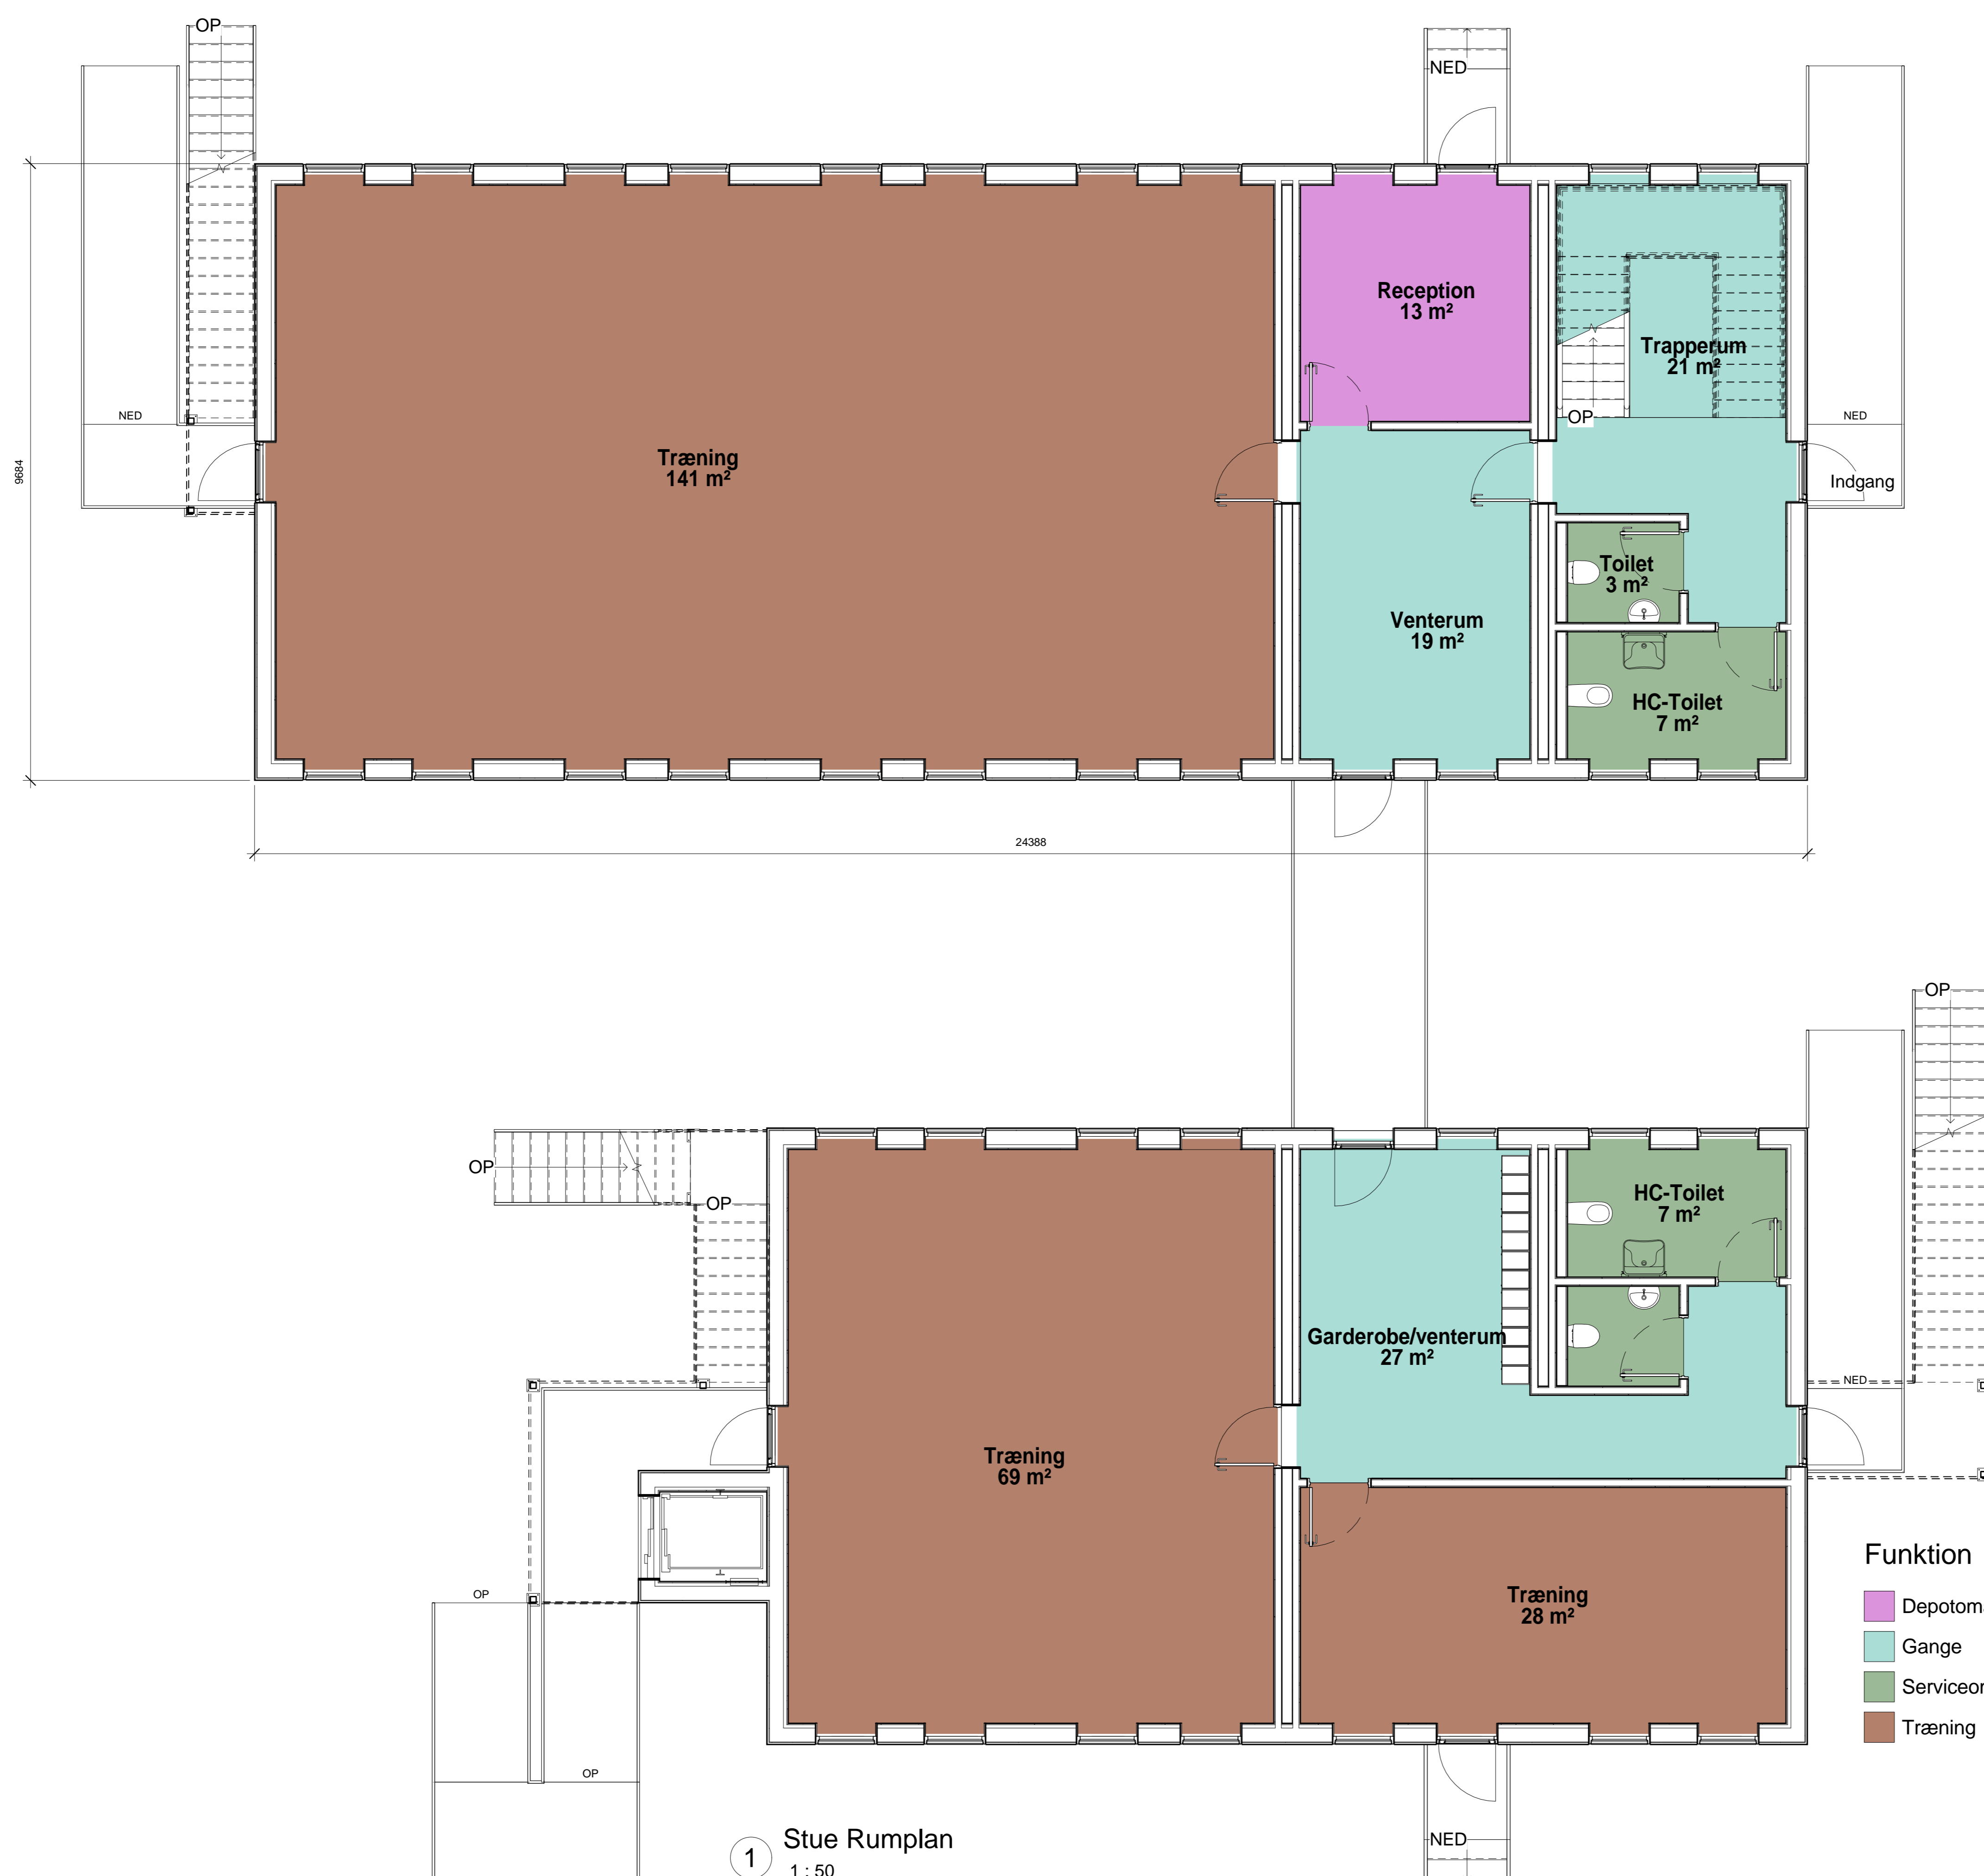 OP
NED
NED
NED
Reception
13 m²
Trapperum
21 m²
OP
Indgang
Træning
141 m²
9684
Toilet
3 m²
Venterum
19 m²
HC-Toilet
7 m²
24388
OP
OP
OP
HC-Toilet
7 m²
Garderobe/venterum
27 m²
NED
Træning
69 m²
Træning
28 m²
OP
OP
Funktion
Depotom
Gange
Serviceor
Træning
1
Stue Rumplan
1 : 50
NED